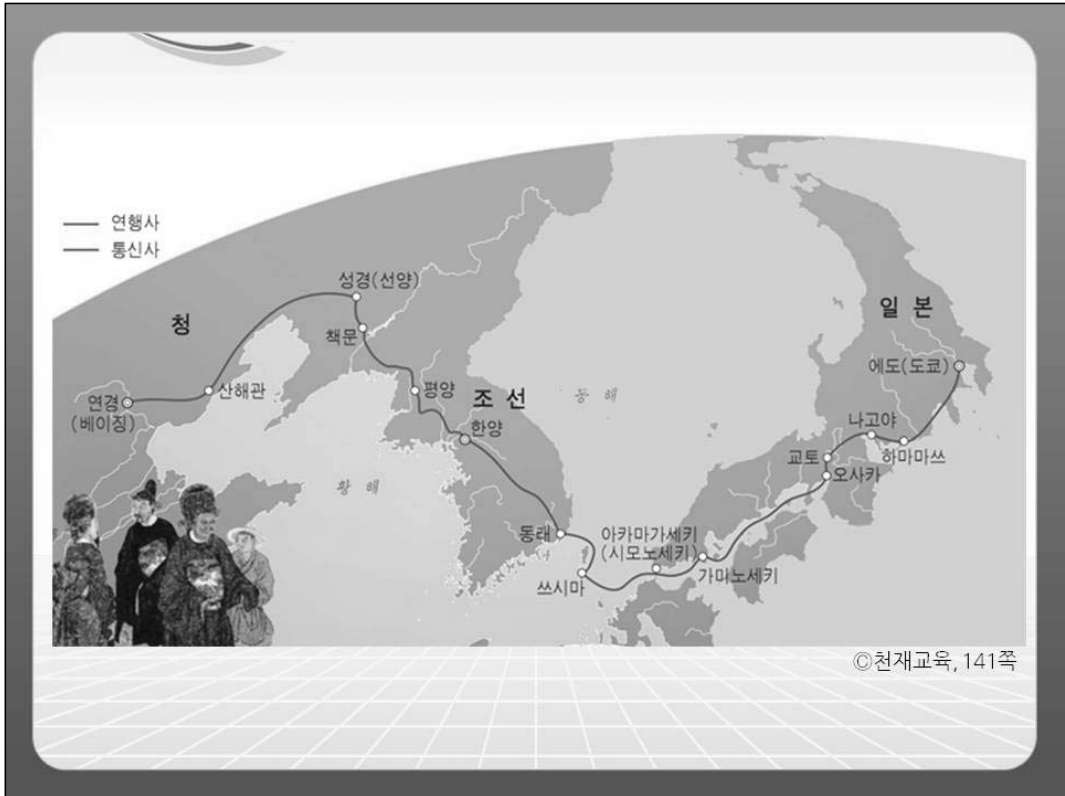 연행사
통신사
청
성경(선양)
책문
산해관
연경
(베이징)
평양
조 선
한양
황 해
동 해
동래
쓰시마
아카마가세키
(시모노세키)
가미노세키
일 본
에도(도쿄)
나고야
하마마쓰
교토
오사카
©천재교육, 141쪽